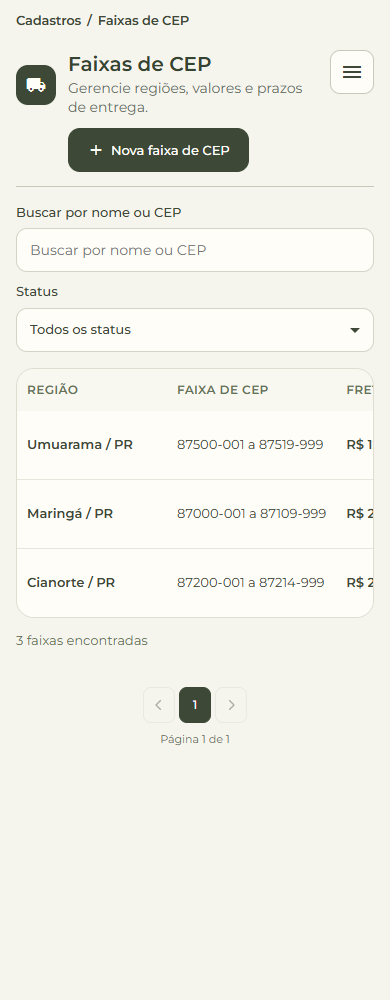 Cadastros / Faixas de CEP
Faixas de CEP
Gerencie regiões, valores e prazos
de entrega.
+ Nova faixa de CEP
Buscar por nome ou CEP
Buscar por nome ou CEP
Status
Todos os status
REGIÃO FAIXA DE CEP
Umuarama / PR 87500-001 a 87519-999 R$ 1
Maringá / PR 87000-001 a 87109-999 R$ 2
Cianorte / PR 87200-001 a 87214-999 R$ 2
3 faixas encontradas
1
Página 1 de 1